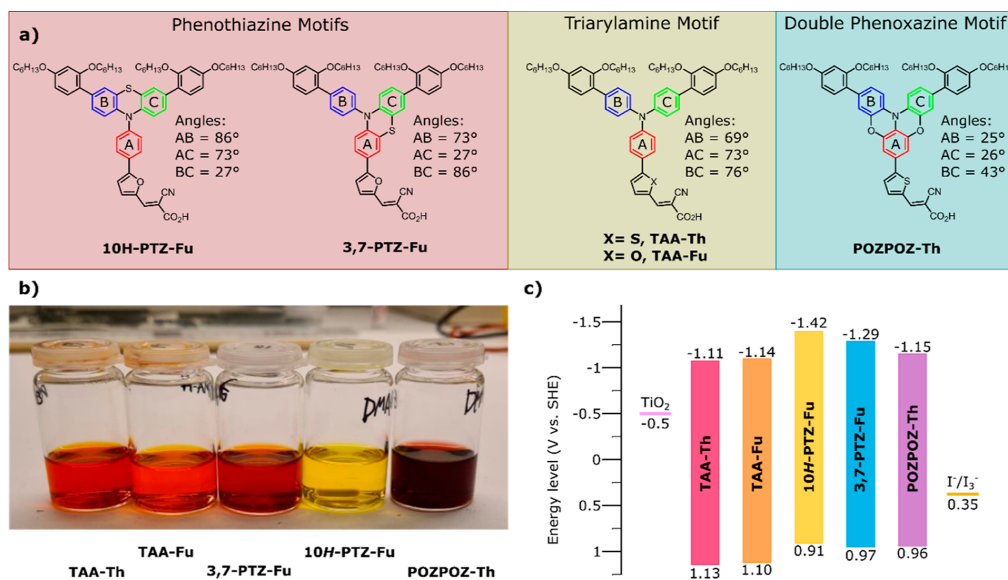 a)
Phenothiazine Motifs
Triarylamine Motif
Double Phenoxazine Motif
C₆H₁₃O OC₆H₁₃ C₆H₁₃O OC₆H₁₃
C₆H₁₃O OC₆H₁₃ C₆H₁₃O OC₆H₁₃
C₆H₁₃O OC₆H₁₃ C₆H₁₃O OC₆H₁₃
C₆H₁₃O OC₆H₁₃ C₆H₁₃O OC₆H₁₃
B S C
N
A
O
CN
CO₂H
Angles:
AB = 86°
AC = 73°
BC = 27°
10H-PTZ-Fu
B C
N
S
A
O
CN
CO₂H
Angles:
AB = 73°
AC = 27°
BC = 86°
3,7-PTZ-Fu
B C
N
A
X
CN
CO₂H
Angles:
AB = 69°
AC = 73°
BC = 76°
X= S, TAA-Th
X= O, TAA-Fu
B C
N
O O
A
S
CN
CO₂H
Angles:
AB = 25°
AC = 26°
BC = 43°
POZPOZ-Th
b)
TAA-Fu
10H-PTZ-Fu
TAA-Th
3,7-PTZ-Fu
POZPOZ-Th
c)
Energy level (V vs. SHE)
-1.5
-1
-0.5
0
0.5
1
TiO₂
-0.5
-1.11
TAA-Th
1.13
-1.14
TAA-Fu
1.10
-1.42
10H-PTZ-Fu
0.91
-1.29
3,7-PTZ-Fu
0.97
-1.15
POZPOZ-Th
0.96
I⁻/I₃⁻
0.35